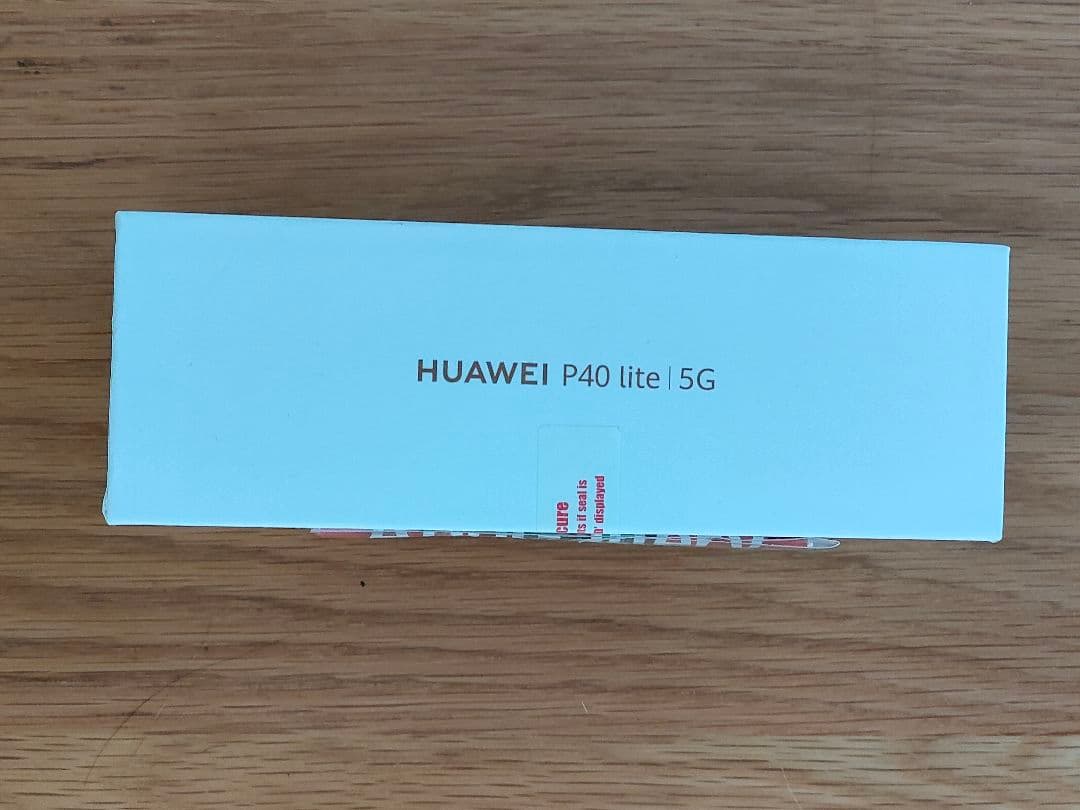 HUAWEI P40 lite | 5G
cure
ts if seal is
d' displayed